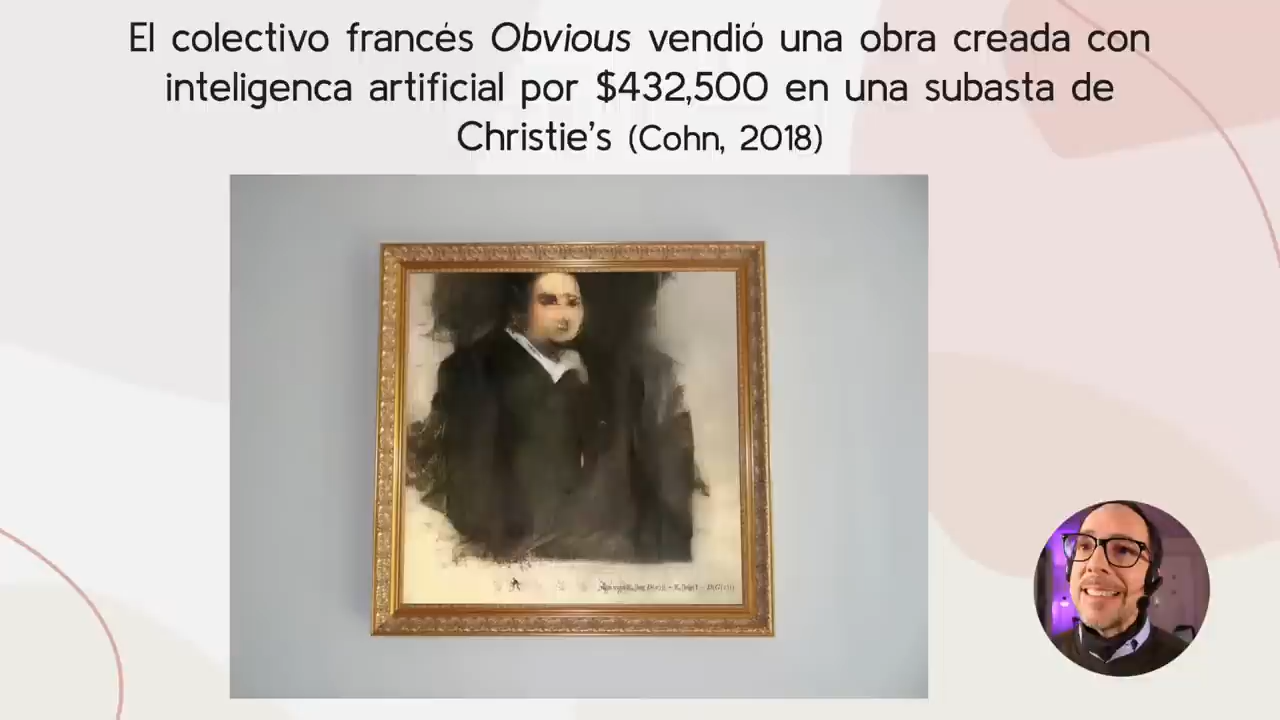 El colectivo francés Obvious vendió una obra creada con
inteligenca artificial por $432,500 en una subasta de
Christie's (Cohn, 2018)